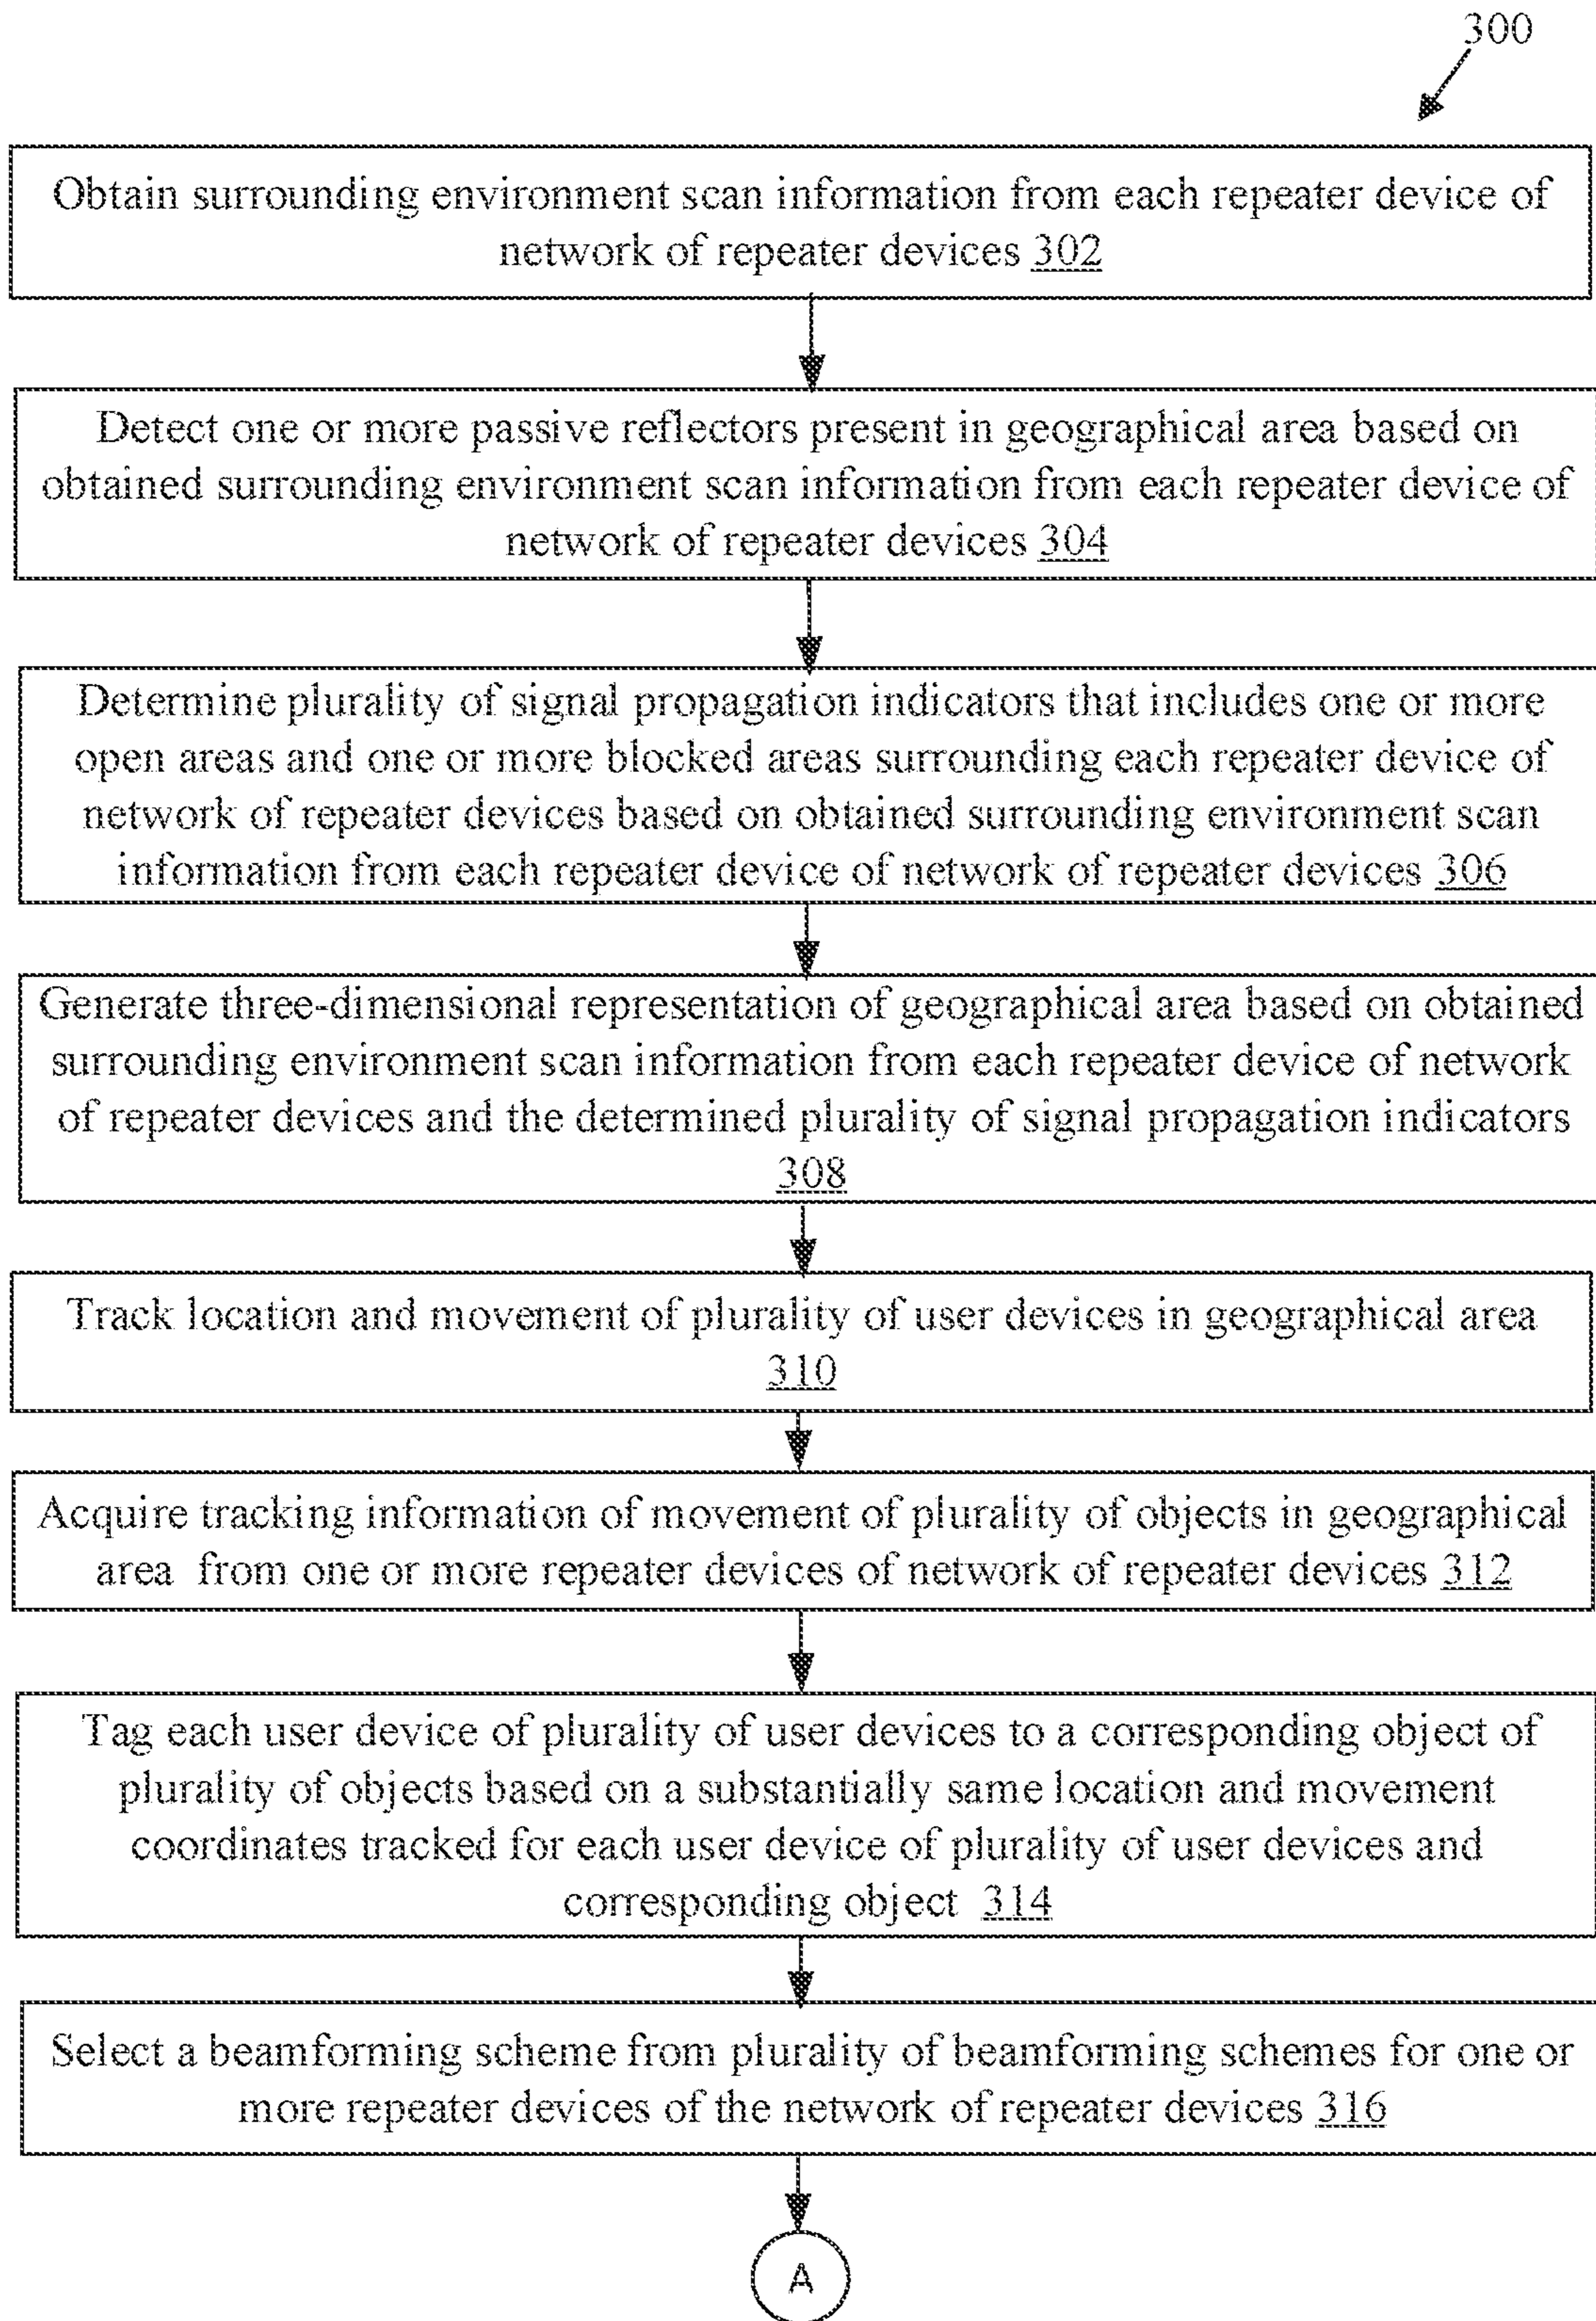 300
Obtain surrounding environment scan information from each repeater device of
network of repeater devices 302
Detect one or more passive reflectors present in geographical area based on
obtained surrounding environment scan information from each repeater device of
network of repeater devices 304
Determine plurality of signal propagation indicators that includes one or more
open areas and one or more blocked areas surrounding each repeater device of
network of repeater devices based on obtained surrounding environment scan
information from each repeater device of network of repeater devices 306
Generate three-dimensional representation of geographical area based on obtained
surrounding environment scan information from each repeater device of network
of repeater devices and the determined plurality of signal propagation indicators
308
Track location and movement of plurality of user devices in geographical area
310
Acquire tracking information of movement of plurality of objects in geographical
area from one or more repeater devices of network of repeater devices 312
Tag each user device of plurality of user devices to a corresponding object of
plurality of objects based on a substantially same location and movement
coordinates tracked for each user device of plurality of user devices and
corresponding object 314
Select a beamforming scheme from plurality of beamforming schemes for one or
more repeater devices of the network of repeater devices 316
A